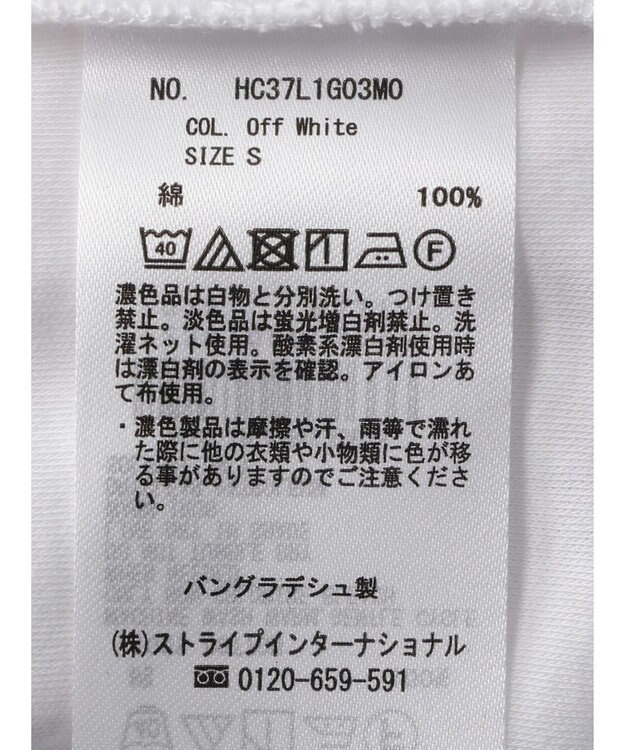 NO. HC37L1G03M0
COL. Off White
SIZE S
綿 100%
40 F
濃色品は白物と分別洗い。つけ置き
禁止。淡色品は蛍光増白剤禁止。洗
濯ネット使用。酸素系漂白剤使用時
は漂白剤の表示を確認。アイロンあ
て布使用。
・濃色製品は摩擦や汗、雨等で濡れ
た際に他の衣類や小物類に色が移
る事がありますのでご注意くださ
い。
バングラデシュ製
(株)ストライプインターナショナル
0120-659-591